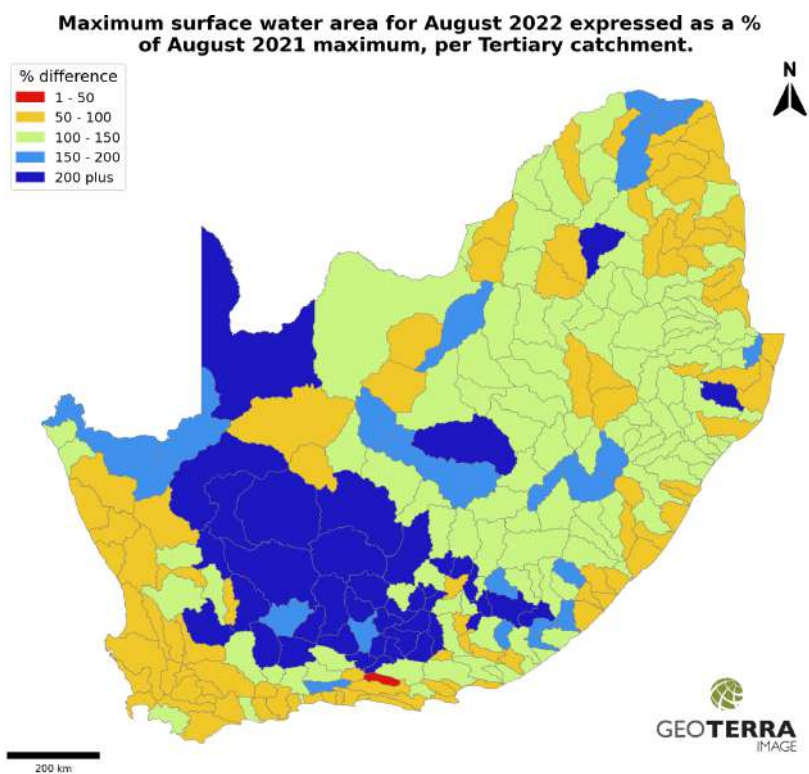 Maximum surface water area for August 2022 expressed as a %
of August 2021 maximum, per Tertiary catchment.
% difference
1 - 50
50 - 100
100 - 150
150 - 200
200 plus
N
GEOTERRA
IMAGE
200 km